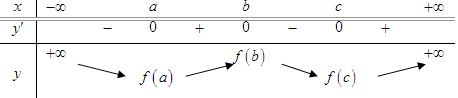 x −∞ a b c +∞
y' − 0 + 0 − 0 +
+∞ f(b) +∞
y
f(a) f(c)